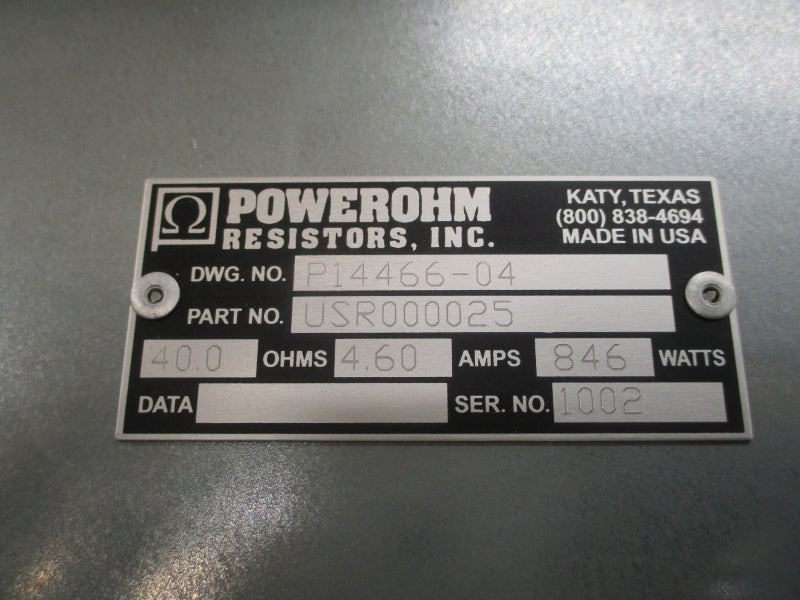 Ω POWEROHM
RESISTORS, INC.
KATY, TEXAS
(800) 838-4694
MADE IN USA
DWG. NO. P14466-04
PART NO. USR000025
40.0 OHMS 4.60 AMPS 846 WATTS
DATA SER. NO. 1002